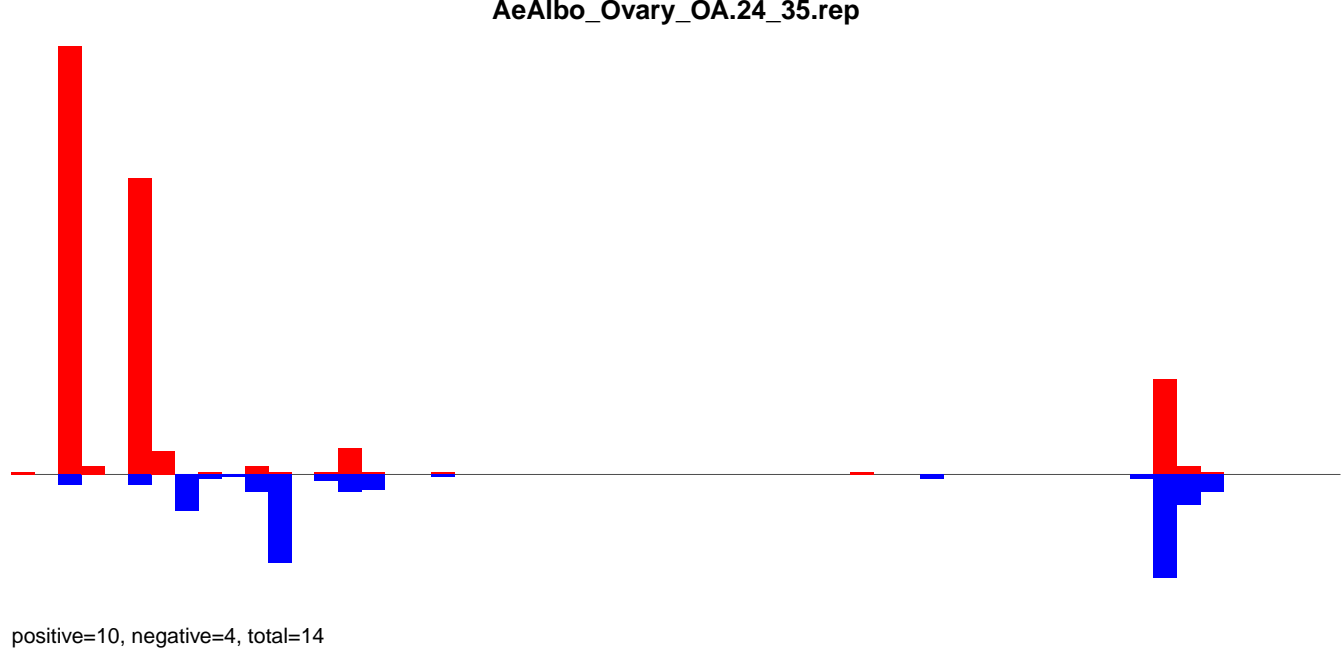 AeAlbo_Ovary_OA.24_35.rep
positive=10, negative=4, total=14